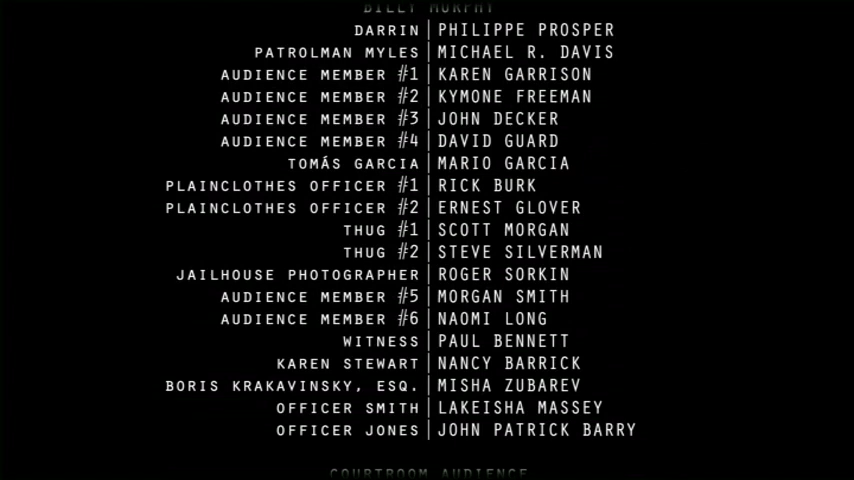 BILLY MURPHY
DARRIN | PHILIPPE PROSPER
PATROLMAN MYLES | MICHAEL R. DAVIS
AUDIENCE MEMBER #1 | KAREN GARRISON
AUDIENCE MEMBER #2 | KYMONE FREEMAN
AUDIENCE MEMBER #3 | JOHN DECKER
AUDIENCE MEMBER #4 | DAVID GUARD
TOMÁS GARCIA | MARIO GARCIA
PLAINCLOTHES OFFICER #1 | RICK BURK
PLAINCLOTHES OFFICER #2 | ERNEST GLOVER
THUG #1 | SCOTT MORGAN
THUG #2 | STEVE SILVERMAN
JAILHOUSE PHOTOGRAPHER | ROGER SORKIN
AUDIENCE MEMBER #5 | MORGAN SMITH
AUDIENCE MEMBER #6 | NAOMI LONG
WITNESS | PAUL BENNETT
KAREN STEWART | NANCY BARRICK
BORIS KRAKAVINSKY, ESQ. | MISHA ZUBAREV
OFFICER SMITH | LAKEISHA MASSEY
OFFICER JONES | JOHN PATRICK BARRY
COURTROOM AUDIENCE